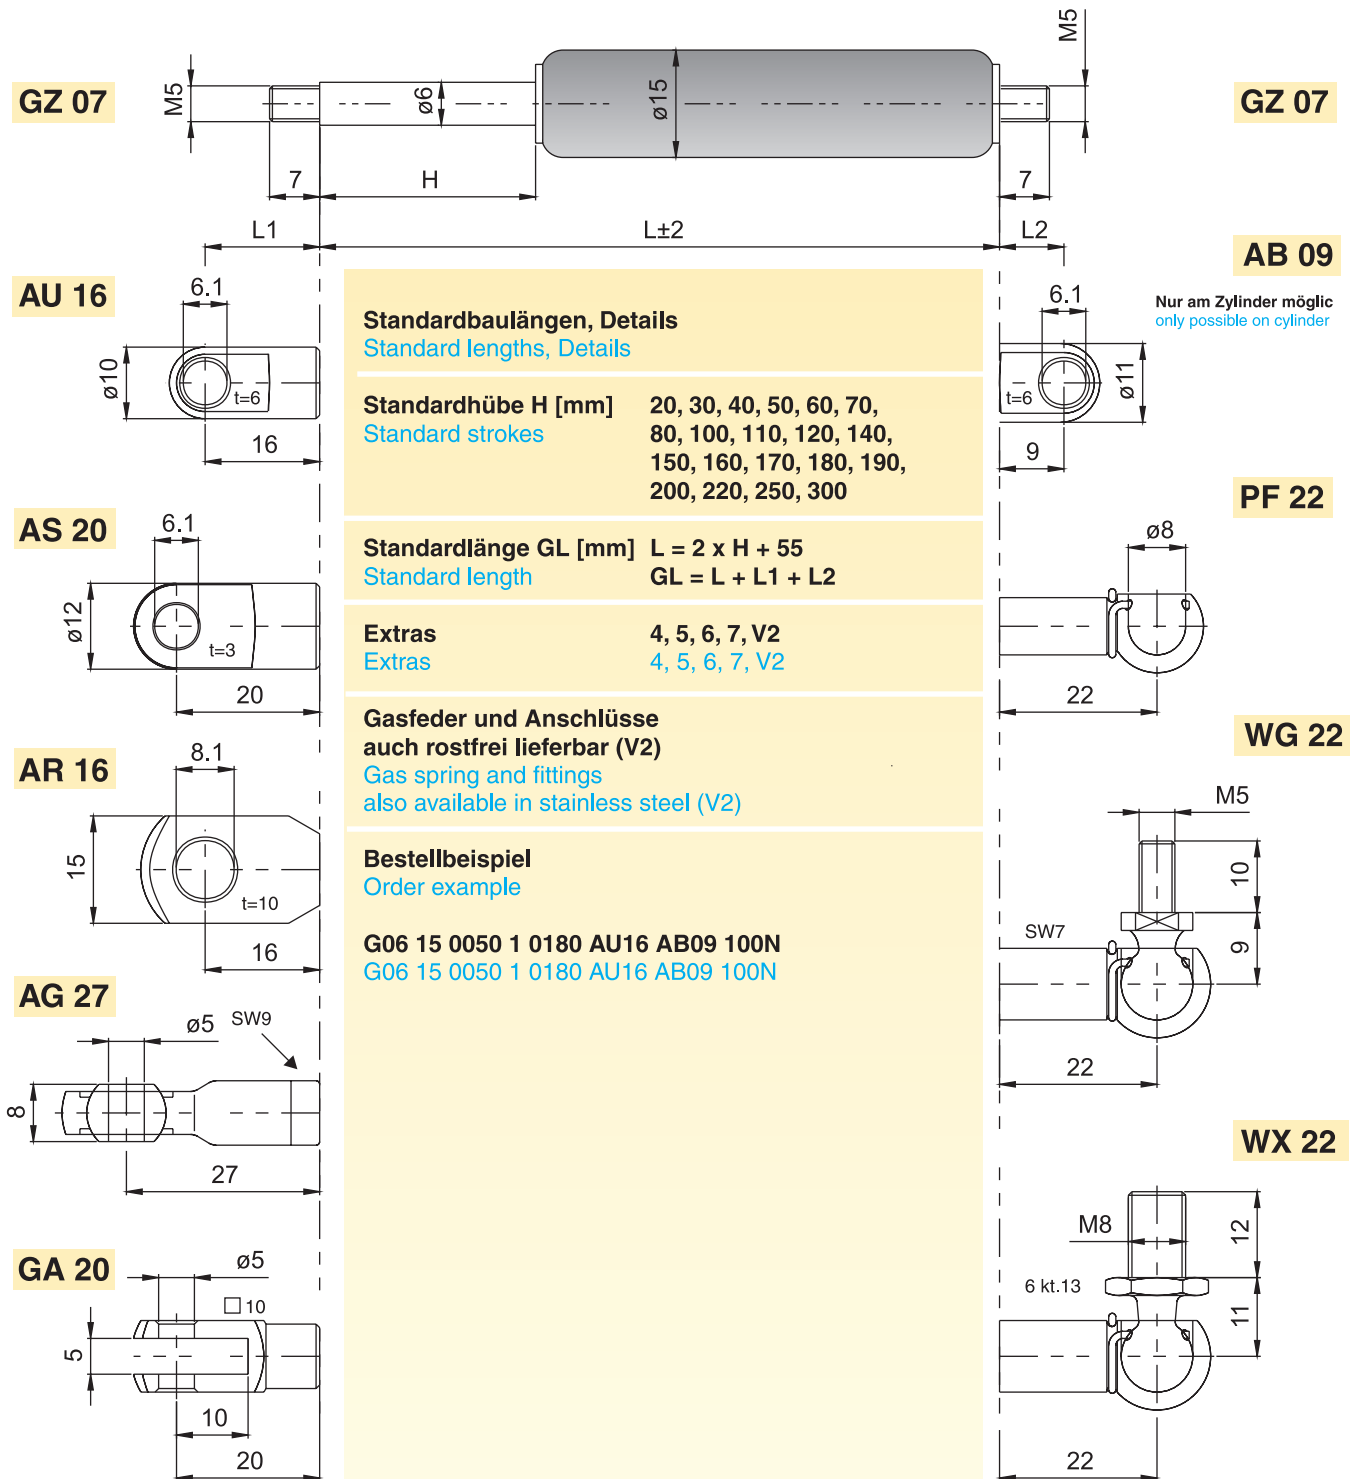 M5
GZ 07
M5
ø6
ø15
GZ 07
7
H
7
L1
L±2
L2
AU 16
6.1
ø10
t=6
16
AS 20
6.1
ø12
t=3
20
AR 16
8.1
15
t=10
16
AG 27
ø5
SW9
8
27
GA 20
ø5
□ 10
5
10
20
Standardbaulängen, Details
Standard lengths, Details
Standardhübe H [mm] 20, 30, 40, 50, 60, 70,
Standard strokes 80, 100, 110, 120, 140,
150, 160, 170, 180, 190,
200, 220, 250, 300
Standardlänge GL [mm] L = 2 x H + 55
Standard length GL = L + L1 + L2
Extras 4, 5, 6, 7, V2
Extras 4, 5, 6, 7, V2
Gasfeder und Anschlüsse
auch rostfrei lieferbar (V2)
Gas spring and fittings
also available in stainless steel (V2)
Bestellbeispiel
Order example
G06 15 0050 1 0180 AU16 AB09 100N
G06 15 0050 1 0180 AU16 AB09 100N
AB 09
Nur am Zylinder möglic
only possible on cylinder
6.1
ø11
t=6
9
PF 22
ø8
22
WG 22
M5
10
SW7
9
22
WX 22
M8
12
6 kt.13
11
22